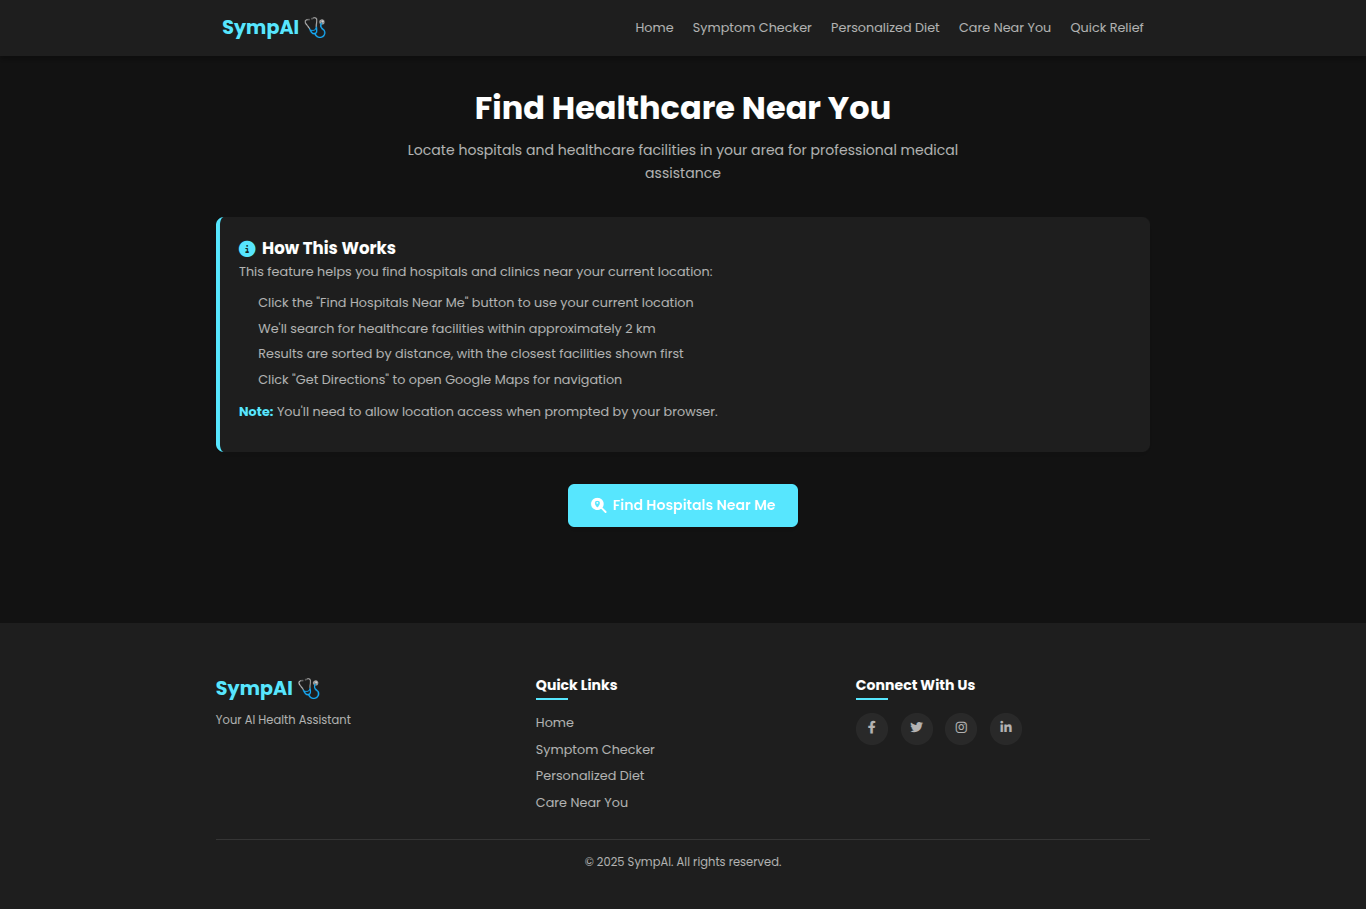 SympAI
Home Symptom Checker Personalized Diet Care Near You Quick Relief
Find Healthcare Near You
Locate hospitals and healthcare facilities in your area for professional medical
assistance
How This Works
This feature helps you find hospitals and clinics near your current location:
Click the "Find Hospitals Near Me" button to use your current location
We'll search for healthcare facilities within approximately 2 km
Results are sorted by distance, with the closest facilities shown first
Click "Get Directions" to open Google Maps for navigation
Note: You'll need to allow location access when prompted by your browser.
Find Hospitals Near Me
SympAI
Your AI Health Assistant
Quick Links
Home
Symptom Checker
Personalized Diet
Care Near You
Connect With Us
© 2025 SympAI. All rights reserved.